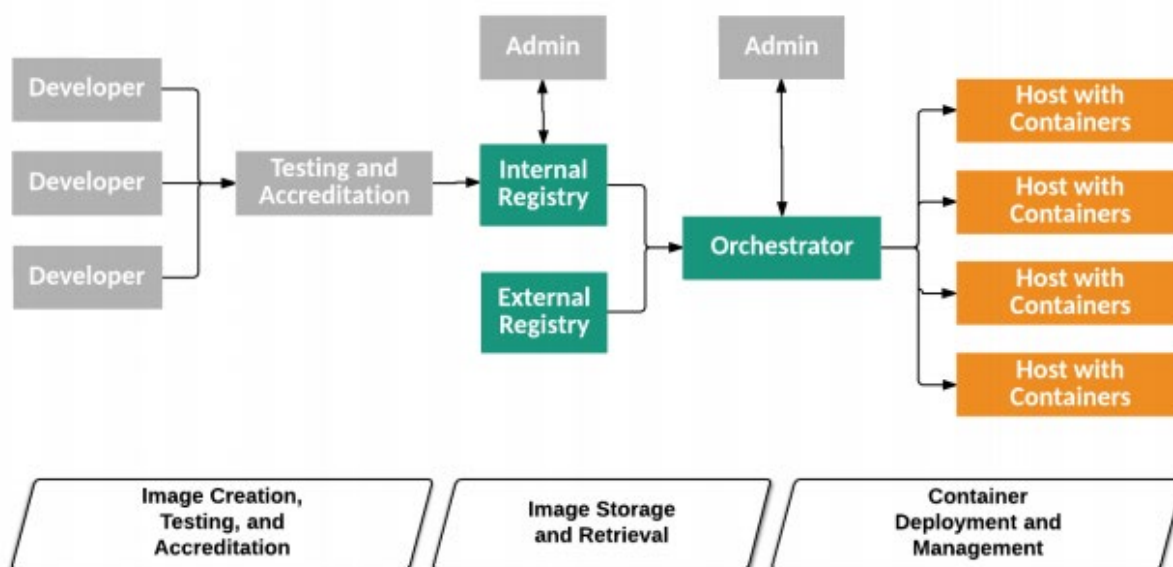 Developer
Developer
Developer
Testing and
Accreditation
Admin
Internal
Registry
External
Registry
Admin
Orchestrator
Host with
Containers
Host with
Containers
Host with
Containers
Host with
Containers
Image Creation,
Testing, and
Accreditation
Image Storage
and Retrieval
Container
Deployment and
Management